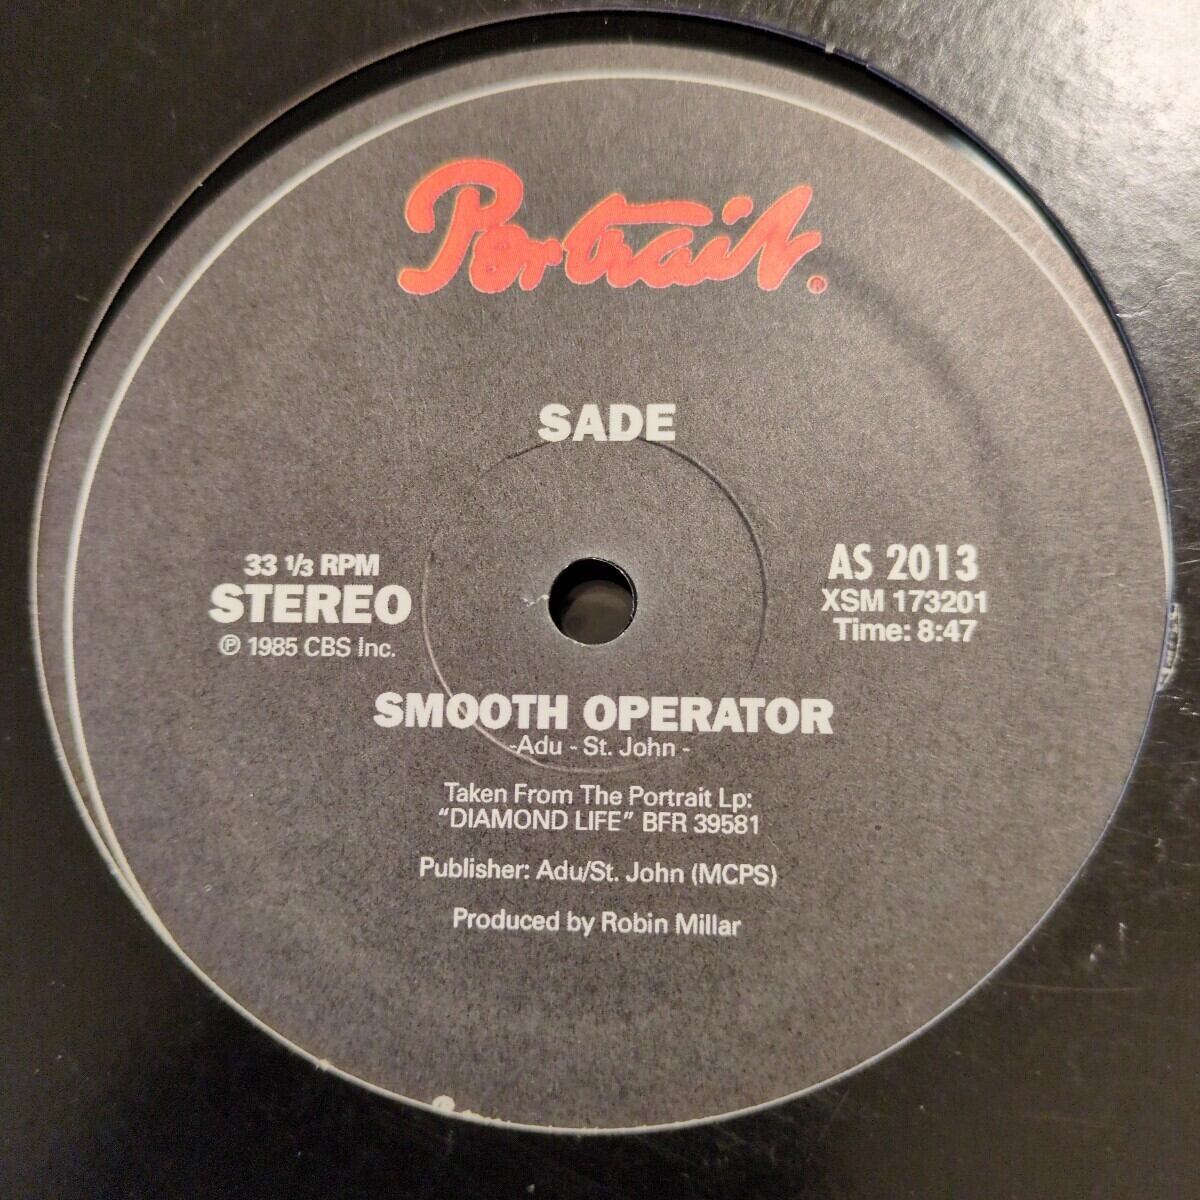 Portrait®
SADE
33 1/3 RPM
STEREO
℗ 1985 CBS Inc.
AS 2013
XSM 173201
Time: 8:47
SMOOTH OPERATOR
-Adu - St. John -
Taken From The Portrait Lp:
"DIAMOND LIFE" BFR 39581
Publisher: Adu/St. John (MCPS)
Produced by Robin Millar